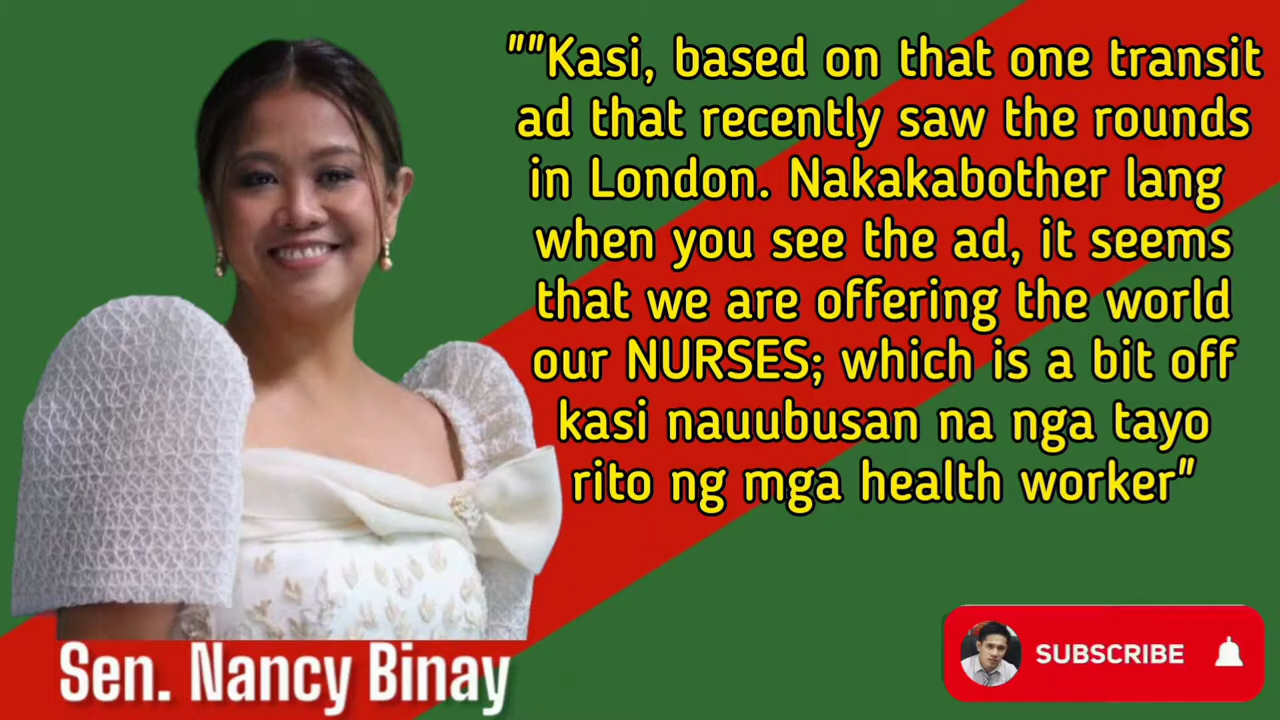 ""Kasi, based on that one transit
ad that recently saw the rounds
in London. Nakakabother lang
when you see the ad, it seems
that we are offering the world
our NURSES; which is a bit off
kasi nauubusan na nga tayo
rito ng mga health worker"
Sen. Nancy Binay
SUBSCRIBE